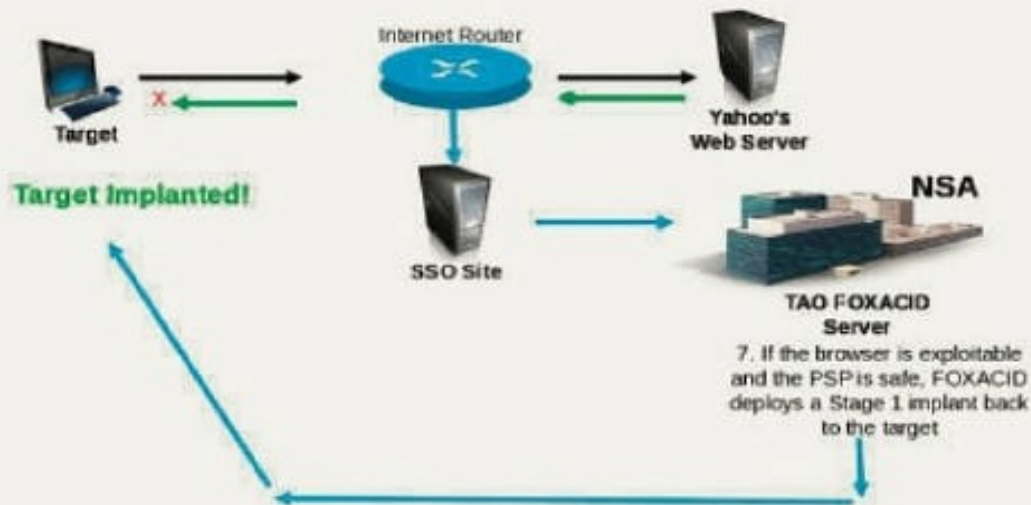 Internet Router
X
Target
Yahoo's
Web Server
Target Implanted!
SSO Site
NSA
TAO FOXACID
Server
7. If the browser is exploitable
and the PSP is safe, FOXACID
deploys a Stage 1 implant back
to the target